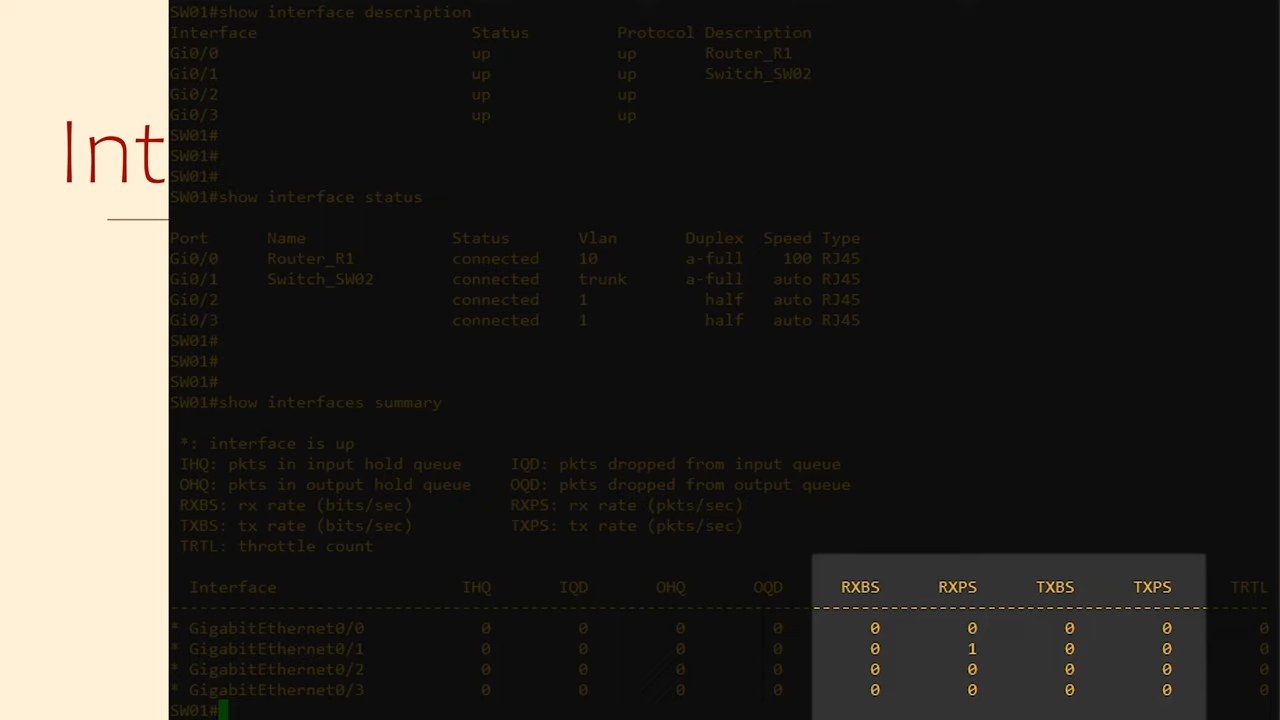 Int
SW01#show interface description
Interface Status Protocol Description
Gi0/0 up up Router_R1
Gi0/1 up up Switch_SW02
Gi0/2 up up
Gi0/3 up up
SW01#
SW01#
SW01#
SW01#show interface status
Port Name Status Vlan Duplex Speed Type
Gi0/0 Router_R1 connected 10 a-full 100 RJ45
Gi0/1 Switch_SW02 connected trunk a-full auto RJ45
Gi0/2 connected 1 half auto RJ45
Gi0/3 connected 1 half auto RJ45
SW01#
SW01#
SW01#
SW01#show interfaces summary
*: interface is up
IHQ: pkts in input hold queue IQD: pkts dropped from input queue
OHQ: pkts in output hold queue OQD: pkts dropped from output queue
RXBS: rx rate (bits/sec) RXPS: rx rate (pkts/sec)
TXBS: tx rate (bits/sec) TXPS: tx rate (pkts/sec)
TRTL: throttle count
Interface IHQ IQD OHQ OQD RXBS RXPS TXBS TXPS TRTL
* GigabitEthernet0/0 0 0 0 0 0 0 0 0 0
* GigabitEthernet0/1 0 0 0 0 0 1 0 0 0
* GigabitEthernet0/2 0 0 0 0 0 0 0 0 0
* GigabitEthernet0/3 0 0 0 0 0 0 0 0 0
SW01#